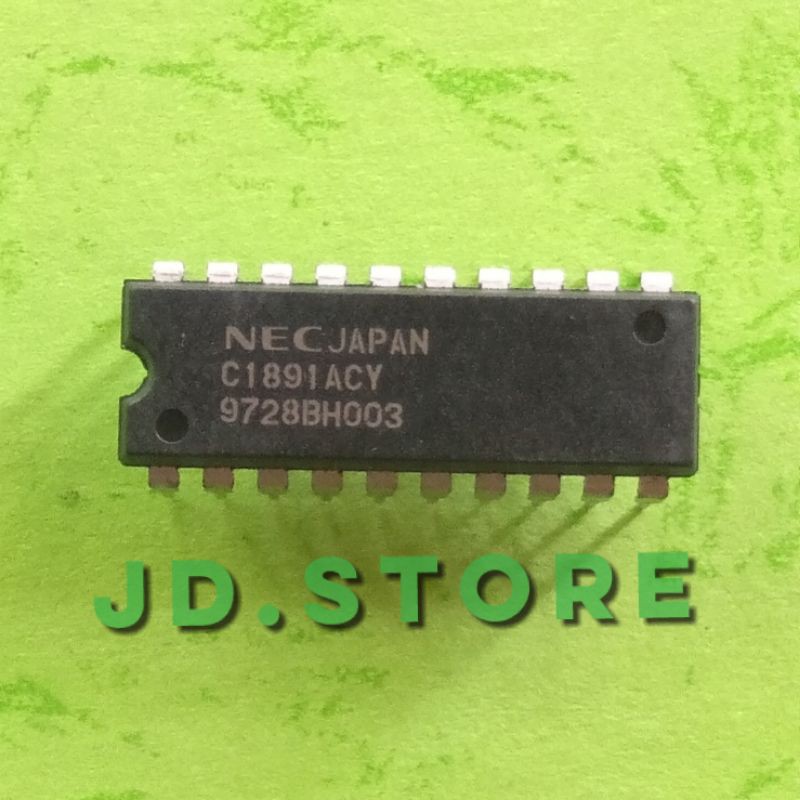 NEC JAPAN
C1891ACY
9728BH003
JD.STORE